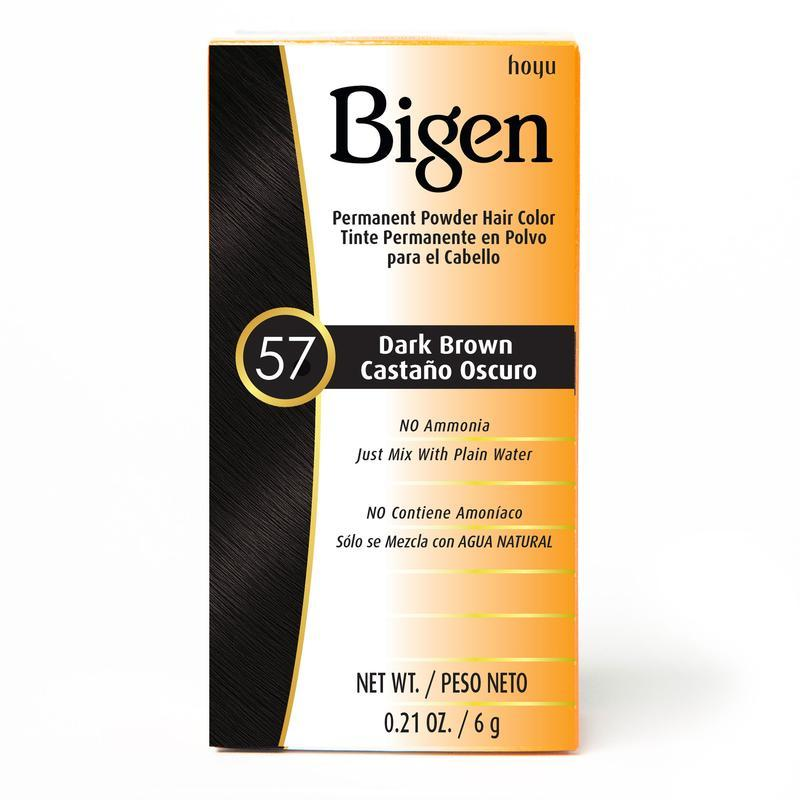 hoyu
Bigen
Permanent Powder Hair Color
Tinte Permanente en Polvo
para el Cabello
57
Dark Brown
Castaño Oscuro
NO Ammonia
Just Mix With Plain Water
NO Contiene Amoníaco
Sólo se Mezcla con AGUA NATURAL
NET WT. / PESO NETO
0.21 OZ. / 6 g